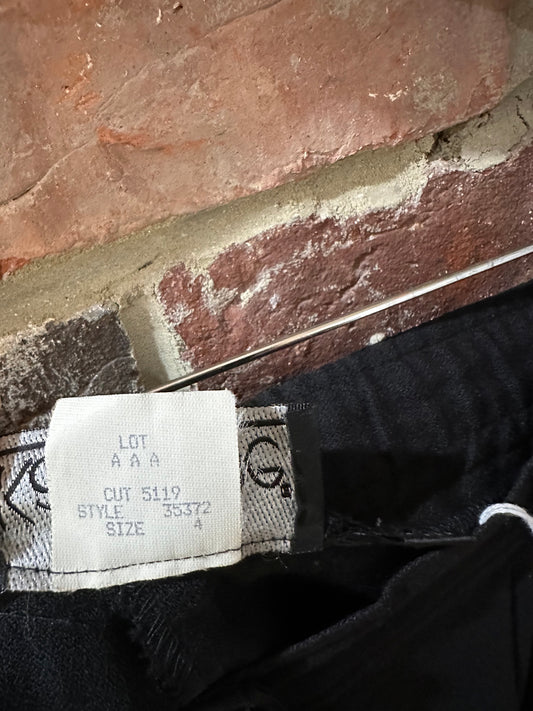 LOT
A A A
CUT 5119
STYLE 35372
SIZE 4